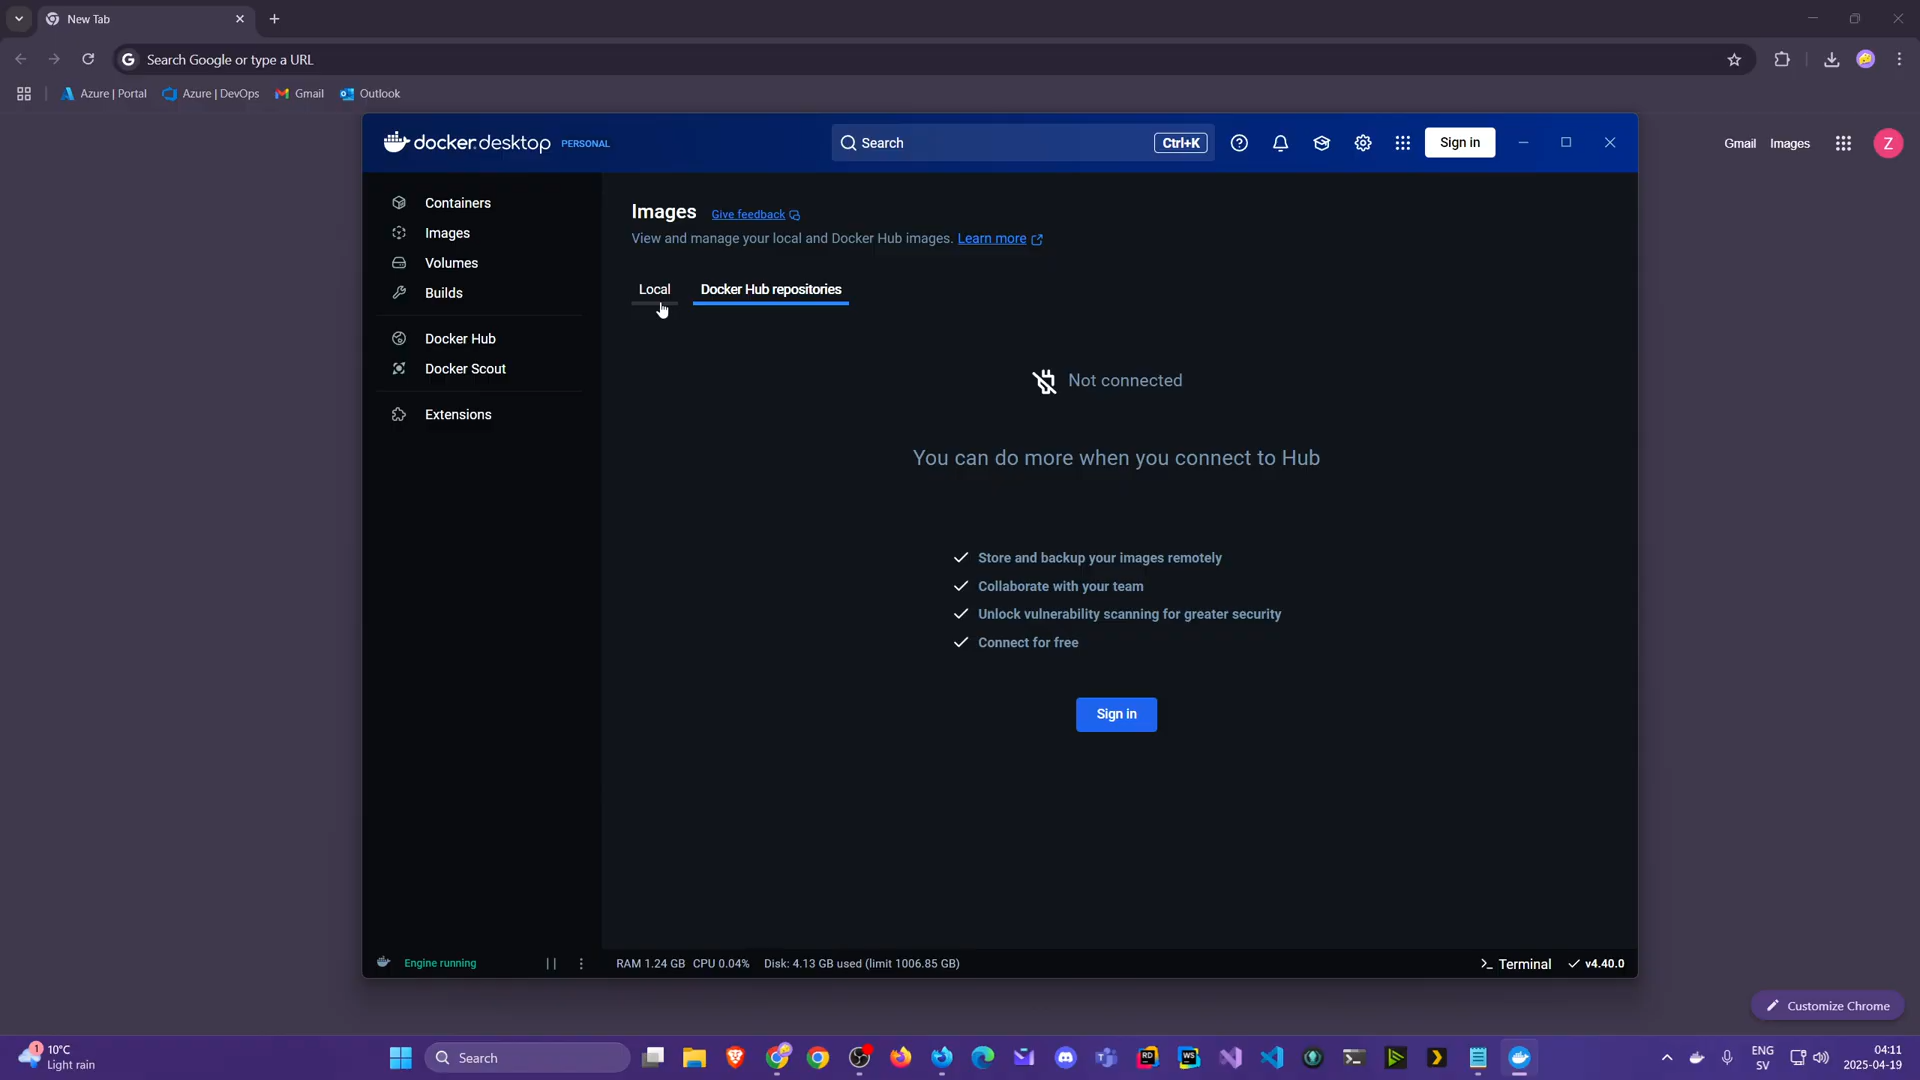 New Tab
Search Google or type a URL
Azure | Portal
Azure | DevOps
Gmail
Outlook
docker.desktop PERSONAL
Search
Ctrl+K
Sign in
Gmail
Images
Z
Containers
Images
Volumes
Builds
Docker Hub
Docker Scout
Extensions
Images
Give feedback
View and manage your local and Docker Hub images. Learn more
Local
Docker Hub repositories
Not connected
You can do more when you connect to Hub
Store and backup your images remotely
Collaborate with your team
Unlock vulnerability scanning for greater security
Connect for free
Sign in
Engine running
RAM 1.24 GB CPU 0.04% Disk: 4.13 GB used (limit 1006.85 GB)
Terminal
v4.40.0
Customize Chrome
1
10°C
Light rain
Search
RD
WS
ENG
SV
04:11
2025-04-19